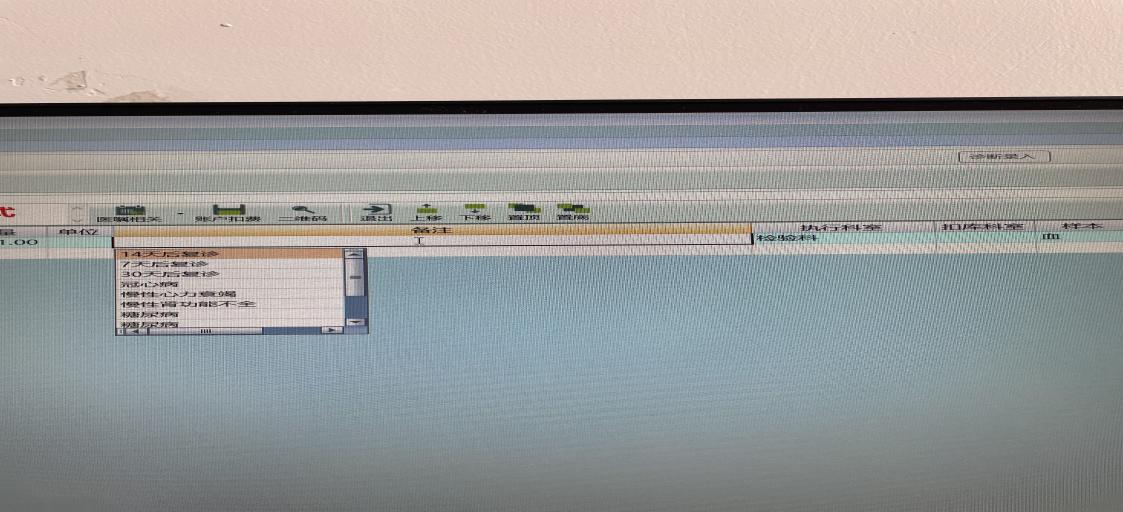 诊断录入
式
医嘱相关 账户扣费 二维码 退出 上移 下移 置顶 置底
量 单位 备注 执行科室 扣库科室 样本
1.00 检验科 血
14天后复诊
7天后复诊
30天后复诊
冠心病
慢性心力衰竭
慢性肾功能不全
糖尿病
糖尿病